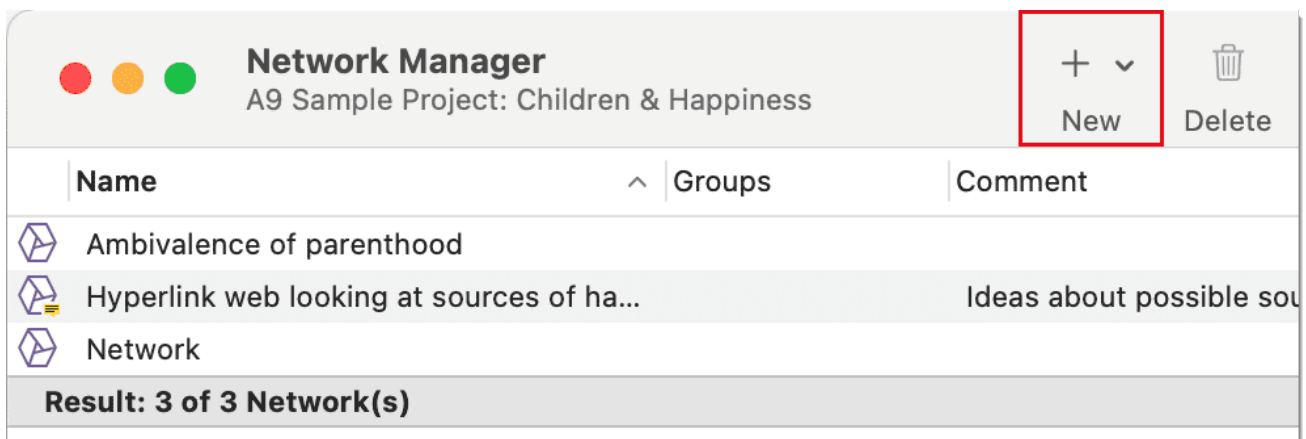 Network Manager
A9 Sample Project: Children & Happiness
New
Delete
Name Groups Comment
Ambivalence of parenthood
Hyperlink web looking at sources of ha... Ideas about possible sou
Network
Result: 3 of 3 Network(s)